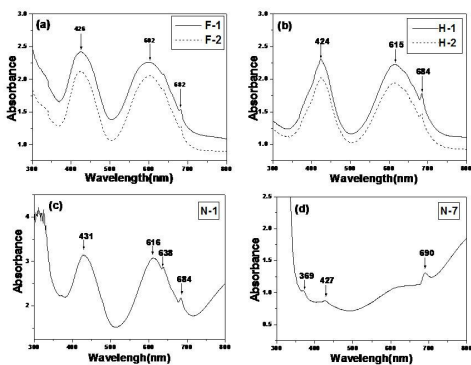 (a)
F-1
F-2
426
602
682
Absorbance
2.5
2.0
1.5
1.0
300 400 500 600 700 800
Wavelength(nm)
(b)
H-1
H-2
424
615
684
Absorbance
3.0
2.5
2.0
1.5
1.0
300 400 500 600 700 800
Wavelength(nm)
(c)
N-1
431
616
638
684
Absorbance
4
3
2
300 400 500 600 700 800
Wavelengh(nm)
(d)
N-7
369
427
690
Absorbance
2.5
2.0
1.5
1.0
0.5
300 400 500 600 700 800
Wavelength(nm)